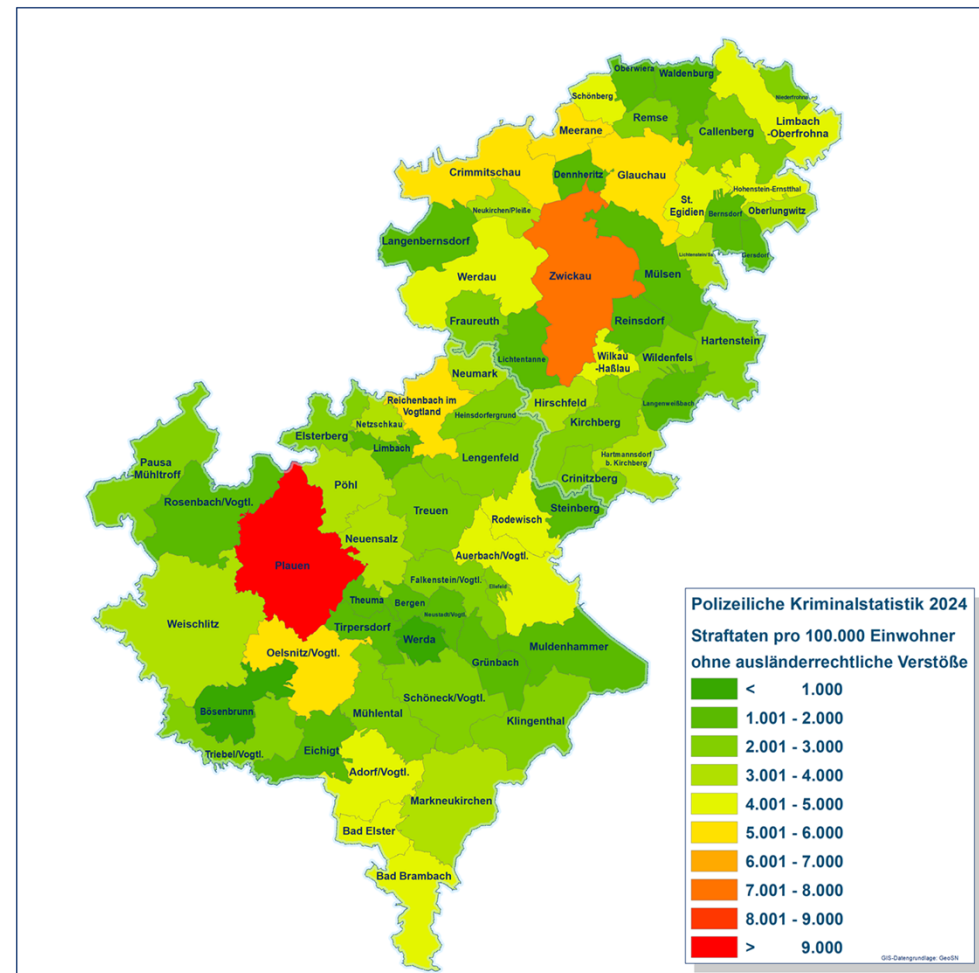 Oberwiera
Waldenburg
Schönberg
Niederfrohna
Remse
Limbach
-Oberfrohna
Callenberg
Meerane
Crimmitschau
Dennheritz
Glauchau
St.
Egidien
Hohenstein-Ernstthal
Bernsdorf
Oberlungwitz
Neukirchen/Pleiße
Langenbernsdorf
Gersdorf
Werdau
Zwickau
Mülsen
Fraureuth
Reinsdorf
Hartenstein
Lichtentanne
Wilkau
-Haßlau
Wildenfels
Neumark
Reichenbach im
Vogtland
Hirschfeld
Langenweißbach
Heinsdorfergrund
Kirchberg
Netzschkau
Elsterberg
Limbach
Lengenfeld
Hartmannsdorf
b. Kirchberg
Pausa
-Mühltroff
Crinitzberg
Pöhl
Rosenbach/Vogtl.
Steinberg
Treuen
Rodewisch
Neuensalz
Auerbach/Vogtl.
Plauen
Falkenstein/Vogtl.
Ellefeld
Theuma
Bergen
Neustadt/Vogtl.
Weischlitz
Tirpersdorf
Werda
Oelsnitz/Vogtl.
Muldenhammer
Grünbach
Schöneck/Vogtl.
Bösenbrunn
Mühlental
Klingenthal
Triebel/Vogtl.
Eichigt
Adorf/Vogtl.
Markneukirchen
Bad Elster
Bad Brambach
Polizeiliche Kriminalstatistik 2024
Straftaten pro 100.000 Einwohner
ohne ausländerrechtliche Verstöße
< 1.000
1.001 - 2.000
2.001 - 3.000
3.001 - 4.000
4.001 - 5.000
5.001 - 6.000
6.001 - 7.000
7.001 - 8.000
8.001 - 9.000
> 9.000
GIS-Datengrundlage: GeoSN